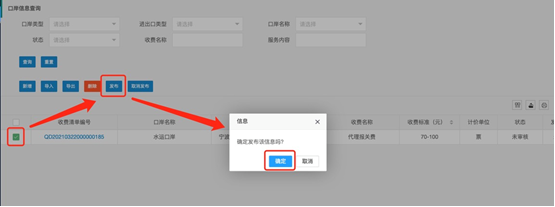 口岸信息查询
口岸类型 请选择 进出口类型 请选择 口岸名称 请选择
状态 请选择 收费名称 服务内容
查询 重置
新增 导入 导出 删除 发布 取消发布
收费清单编号 口岸名称 收费名称 收费标准（元） 计价单位 状态
QD20210322000000185 水运口岸 宁波 代理报关费 70-100 票 未审核
信息
确定发布该信息吗?
确定 取消